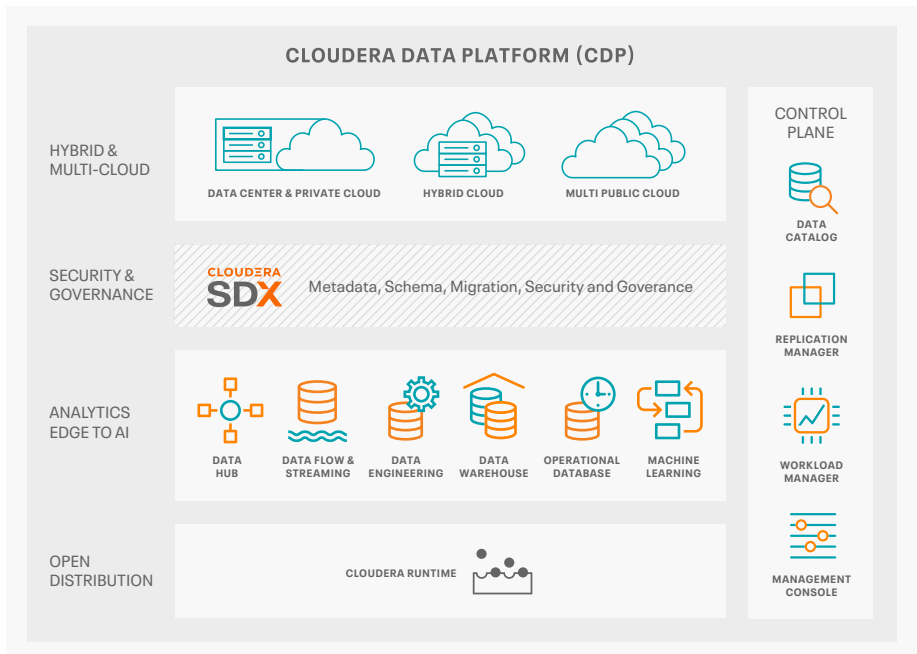 CLOUDERA DATA PLATFORM (CDP)
HYBRID &
MULTI-CLOUD
DATA CENTER & PRIVATE CLOUD
HYBRID CLOUD
MULTI PUBLIC CLOUD
SECURITY &
GOVERNANCE
CLOUDERA
SDX
Metadata, Schema, Migration, Security and Goverance
ANALYTICS
EDGE TO AI
DATA
HUB
DATA FLOW &
STREAMING
DATA
ENGINEERING
DATA
WAREHOUSE
OPERATIONAL
DATABASE
MACHINE
LEARNING
OPEN
DISTRIBUTION
CLOUDERA RUNTIME
CONTROL
PLANE
DATA
CATALOG
REPLICATION
MANAGER
WORKLOAD
MANAGER
MANAGEMENT
CONSOLE